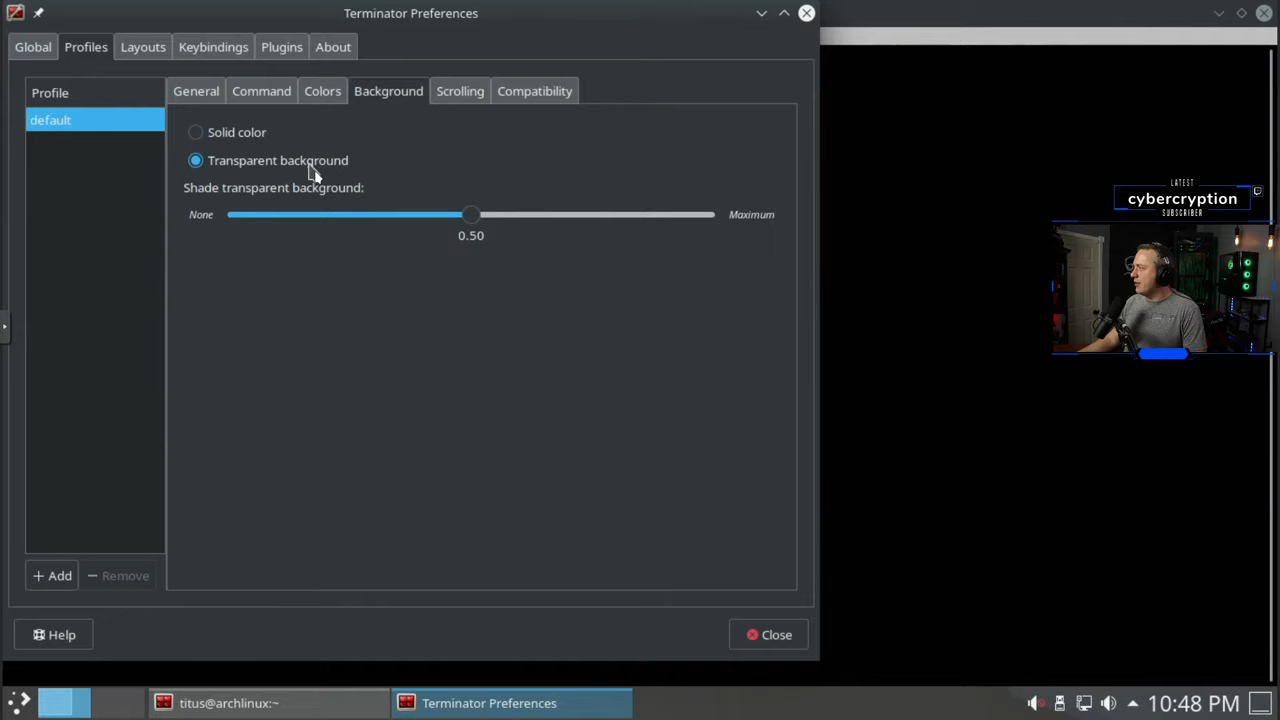 Terminator Preferences
Global
Profiles
Layouts
Keybindings
Plugins
About
Profile
default
General
Command
Colors
Background
Scrolling
Compatibility
Solid color
Transparent background
Shade transparent background:
None
Maximum
0.50
Add
Remove
Help
Close
LATEST
cybercryption
SUBSCRIBER
titus@archlinux:~
Terminator Preferences
10:48 PM